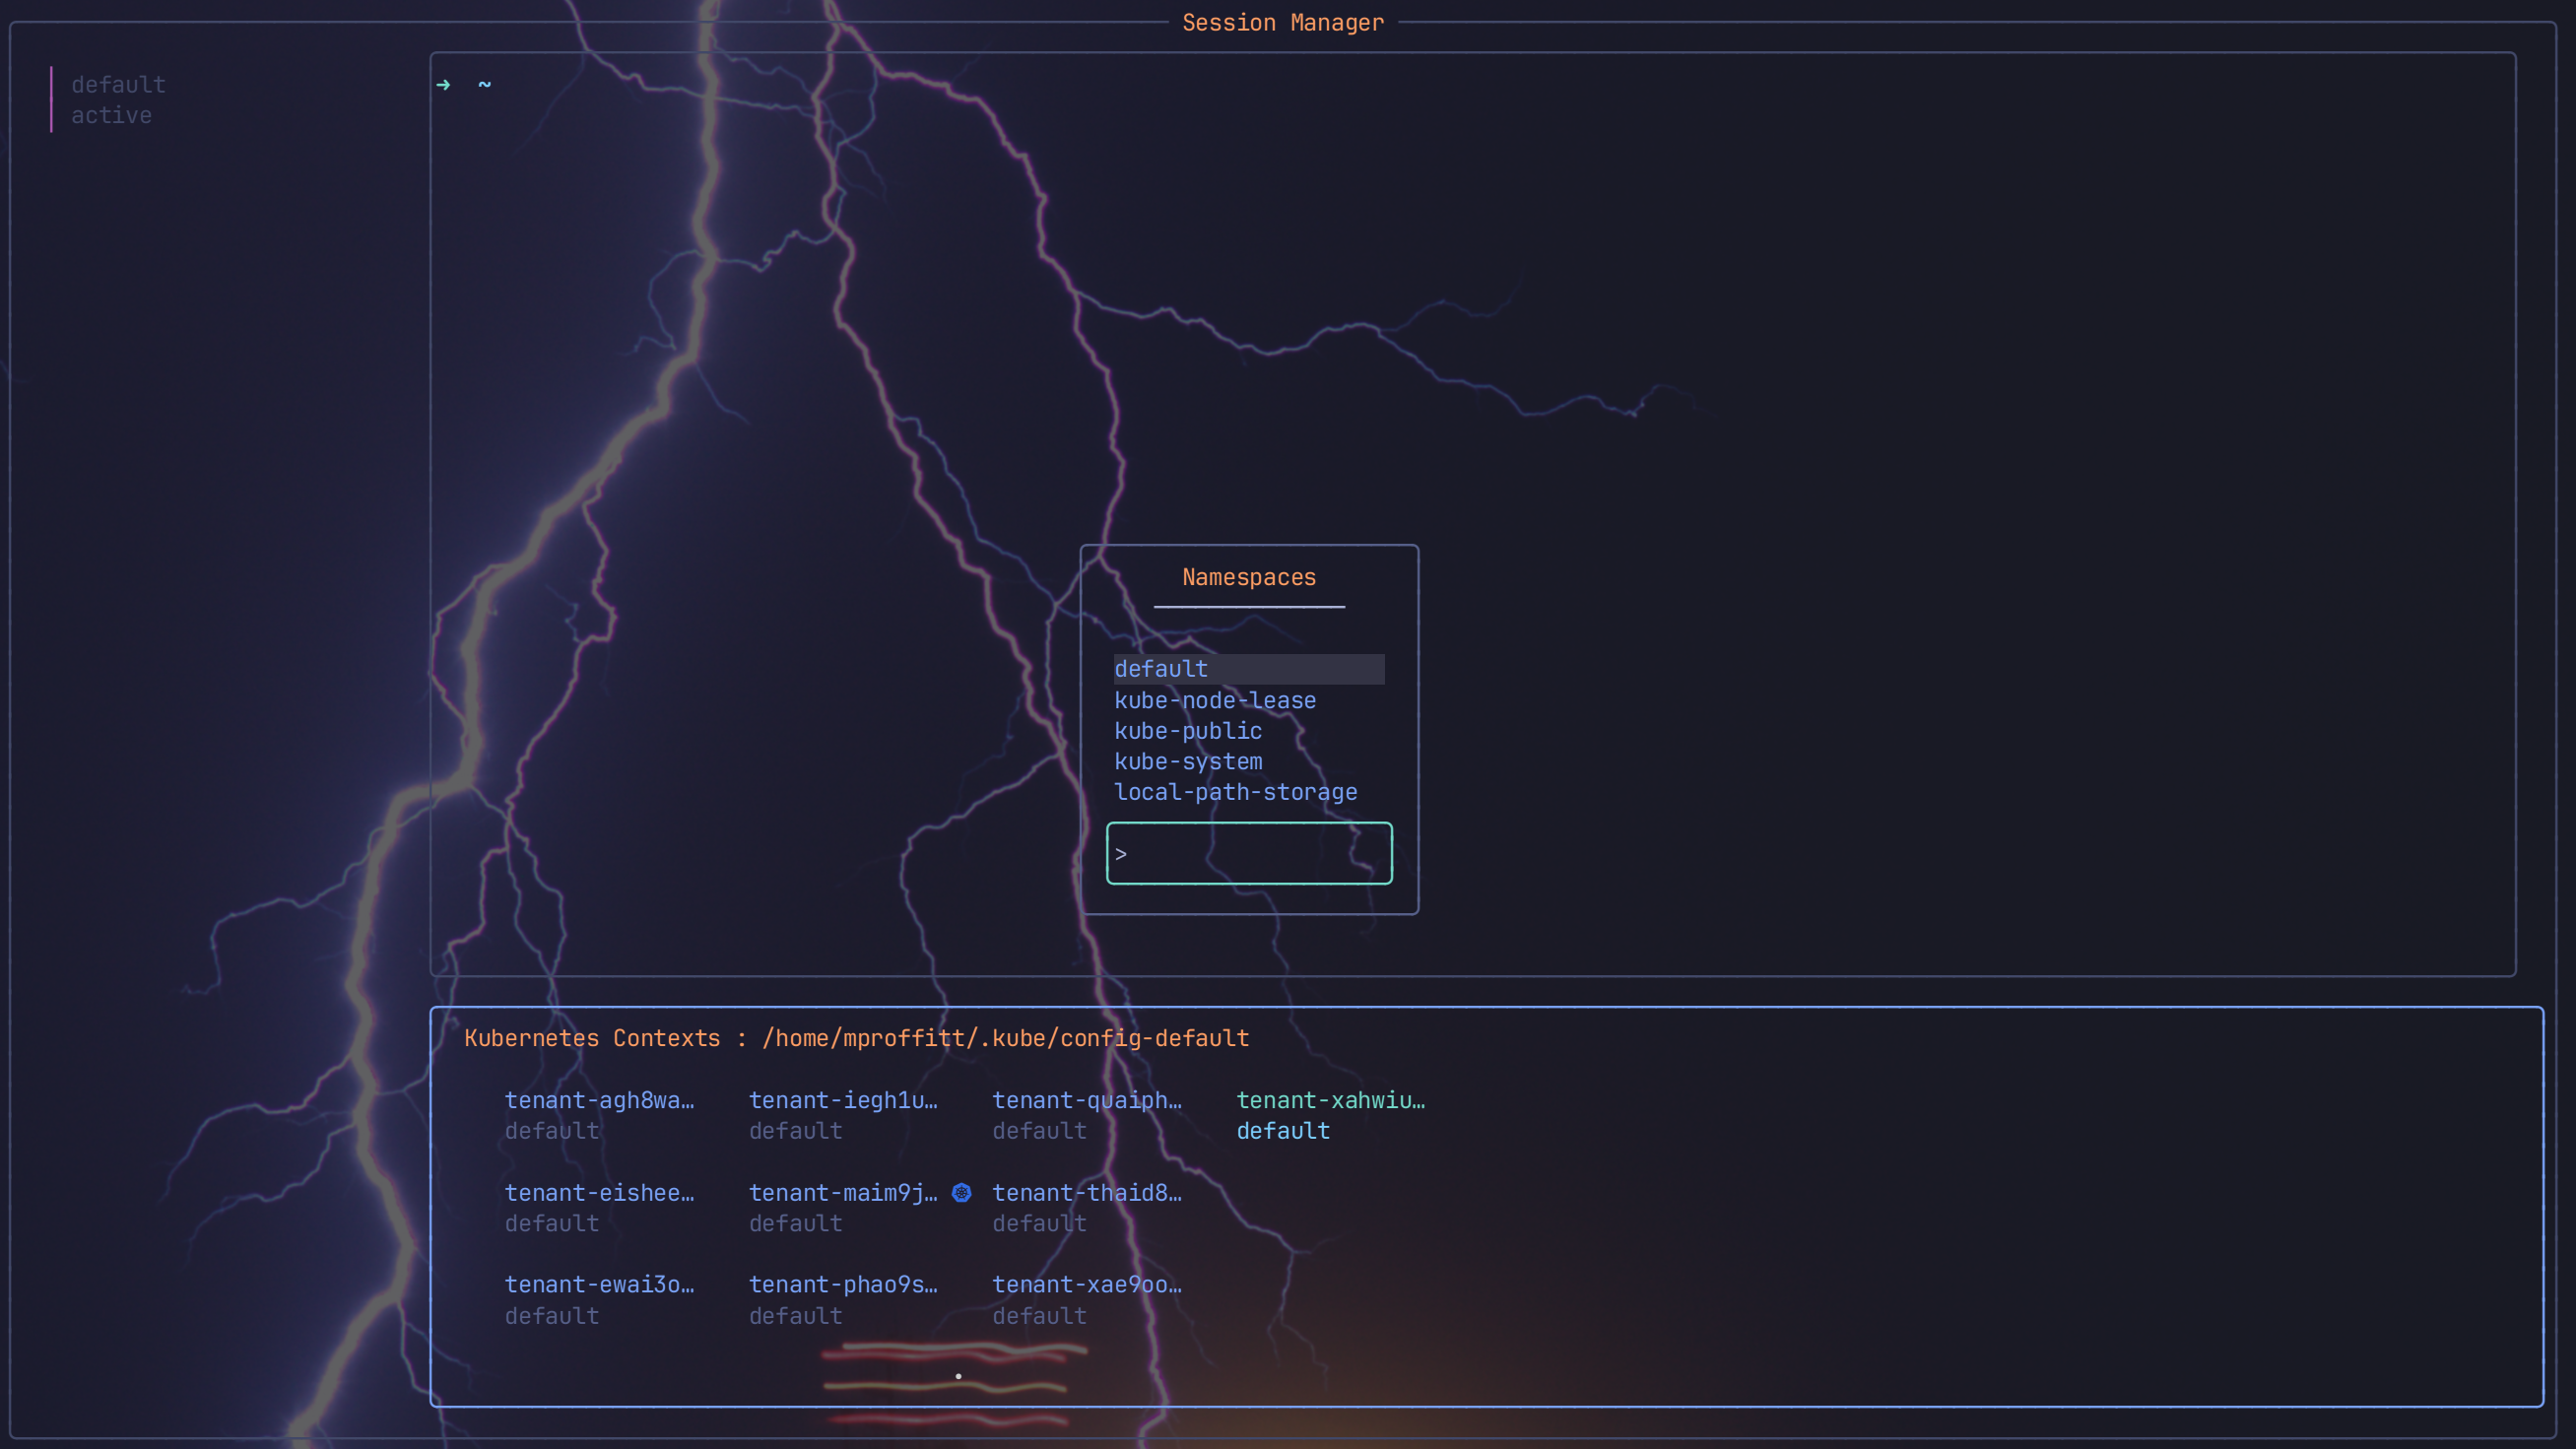 Session Manager
default
active
➜ ~
Namespaces
default
kube-node-lease
kube-public
kube-system
local-path-storage
>
Kubernetes Contexts : /home/mproffitt/.kube/config-default
tenant-agh8wa… tenant-iegh1u… tenant-quaiph… tenant-xahwiu…
default default default default
tenant-eishee… tenant-maim9j… tenant-thaid8…
default default default
tenant-ewai3o… tenant-phao9s… tenant-xae9oo…
default default default